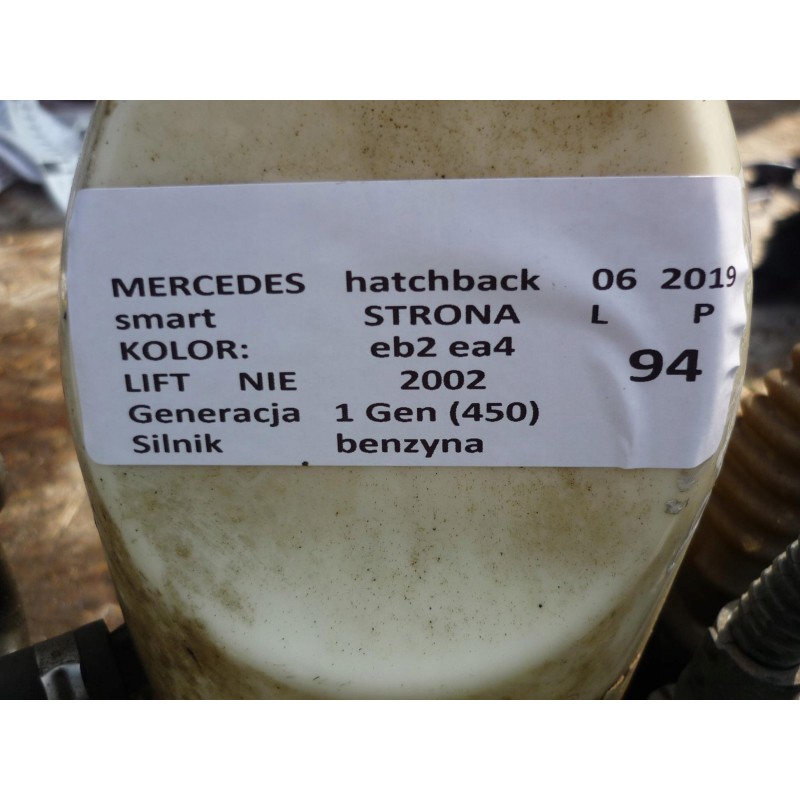 MERCEDES hatchback 06 2019
smart STRONA L P
KOLOR: eb2 ea4 94
LIFT NIE 2002
Generacja 1 Gen (450)
Silnik benzyna